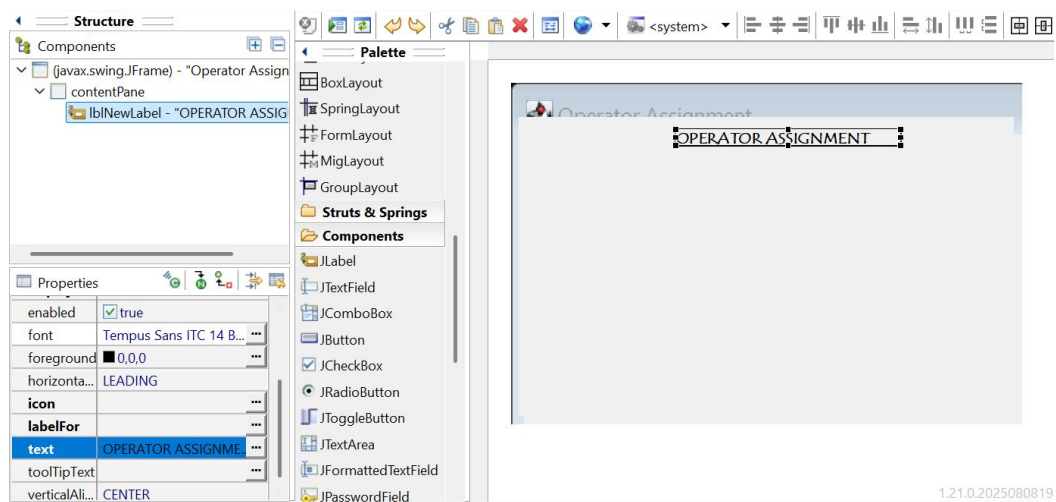 Structure
Components
(javax.swing.JFrame) - "Operator Assign
contentPane
lblNewLabel - "OPERATOR ASSIG
Properties
enabled true
font Tempus Sans ITC 14 B... ...
foreground 0,0,0 ...
horizonta... LEADING
icon ...
labelFor ...
text OPERATOR ASSIGNME... ...
toolTipText ...
verticalAli... CENTER
<system>
Palette
BoxLayout
SpringLayout
FormLayout
MigLayout
GroupLayout
Struts & Springs
Components
JLabel
JTextField
JComboBox
JButton
JCheckBox
JRadioButton
JToggleButton
JTextArea
JFormattedTextField
JPasswordField
Operator Assignment
OPERATOR ASSIGNMENT
1.21.0.2025080819